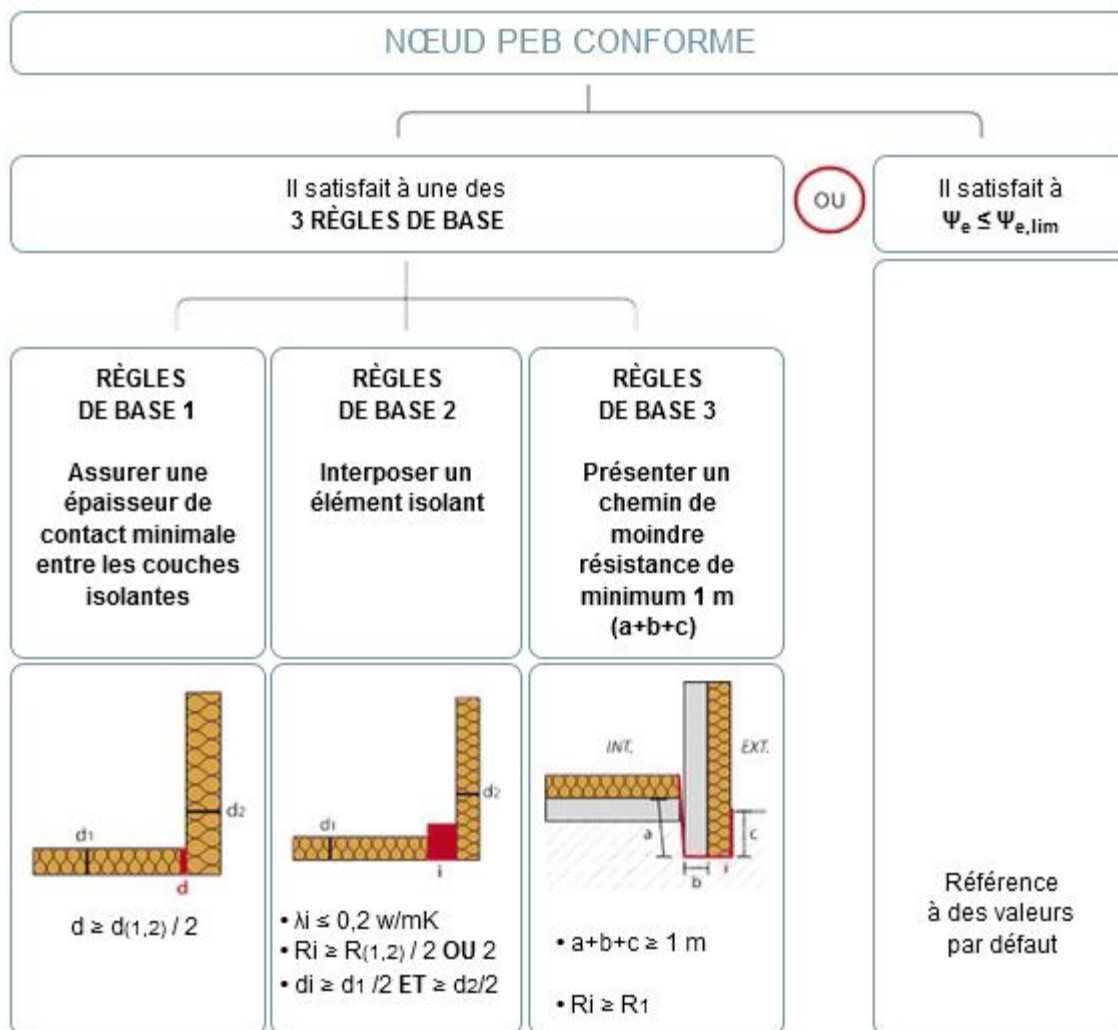 NŒUD PEB CONFORME
Il satisfait à une des
3 RÈGLES DE BASE
OU
Il satisfait à
Ψe ≤ Ψe,lim
RÈGLES
DE BASE 1
Assurer une
épaisseur de
contact minimale
entre les couches
isolantes
RÈGLES
DE BASE 2
Interposer un
élément isolant
RÈGLES
DE BASE 3
Présenter un
chemin de
moindre
résistance de
minimum 1 m
(a+b+c)
d1
d2
d
d ≥ d(1,2) / 2
d1
d2
i
• λi ≤ 0,2 w/mK
• Ri ≥ R(1,2) / 2 OU 2
• di ≥ d1 /2 ET ≥ d2/2
INT.
EXT.
a
c
b
i
• a+b+c ≥ 1 m
• Ri ≥ R1
Référence
à des valeurs
par défaut